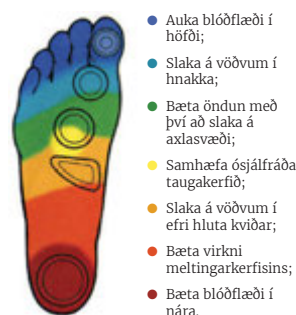 Auka blóðflæði í
höfði;
Slaka á vöðvum í
hnakka;
Bæta öndun með
því að slaka á
axlasvæði;
Samhæfa ósjálfráða
taugakerfið;
Slaka á vöðvum í
efri hluta kviðar;
Bæta virkni
meltingarkerfisins;
Bæta blóðflæði í
nára.